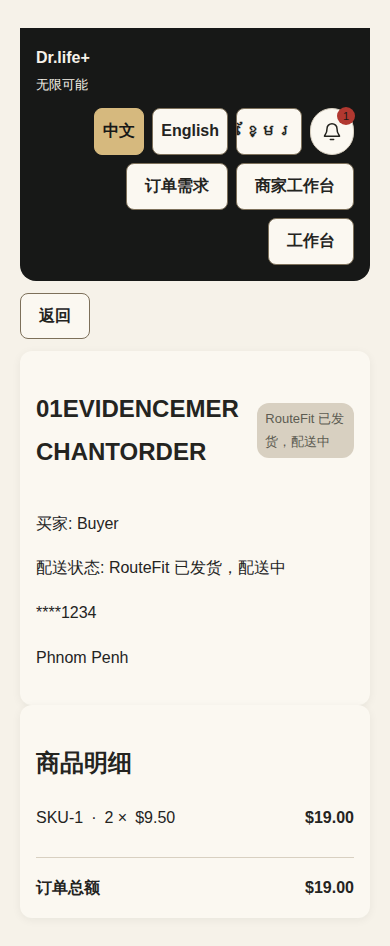 Dr.life+
无限可能
中文
English
ខ្មែរ
1
订单需求
商家工作台
工作台
返回
01EVIDENCEMER
CHANTORDER
RouteFit 已发
货，配送中
买家: Buyer
配送状态: RouteFit 已发货，配送中
****1234
Phnom Penh
商品明细
SKU-1 · 2 × $9.50 $19.00
订单总额 $19.00